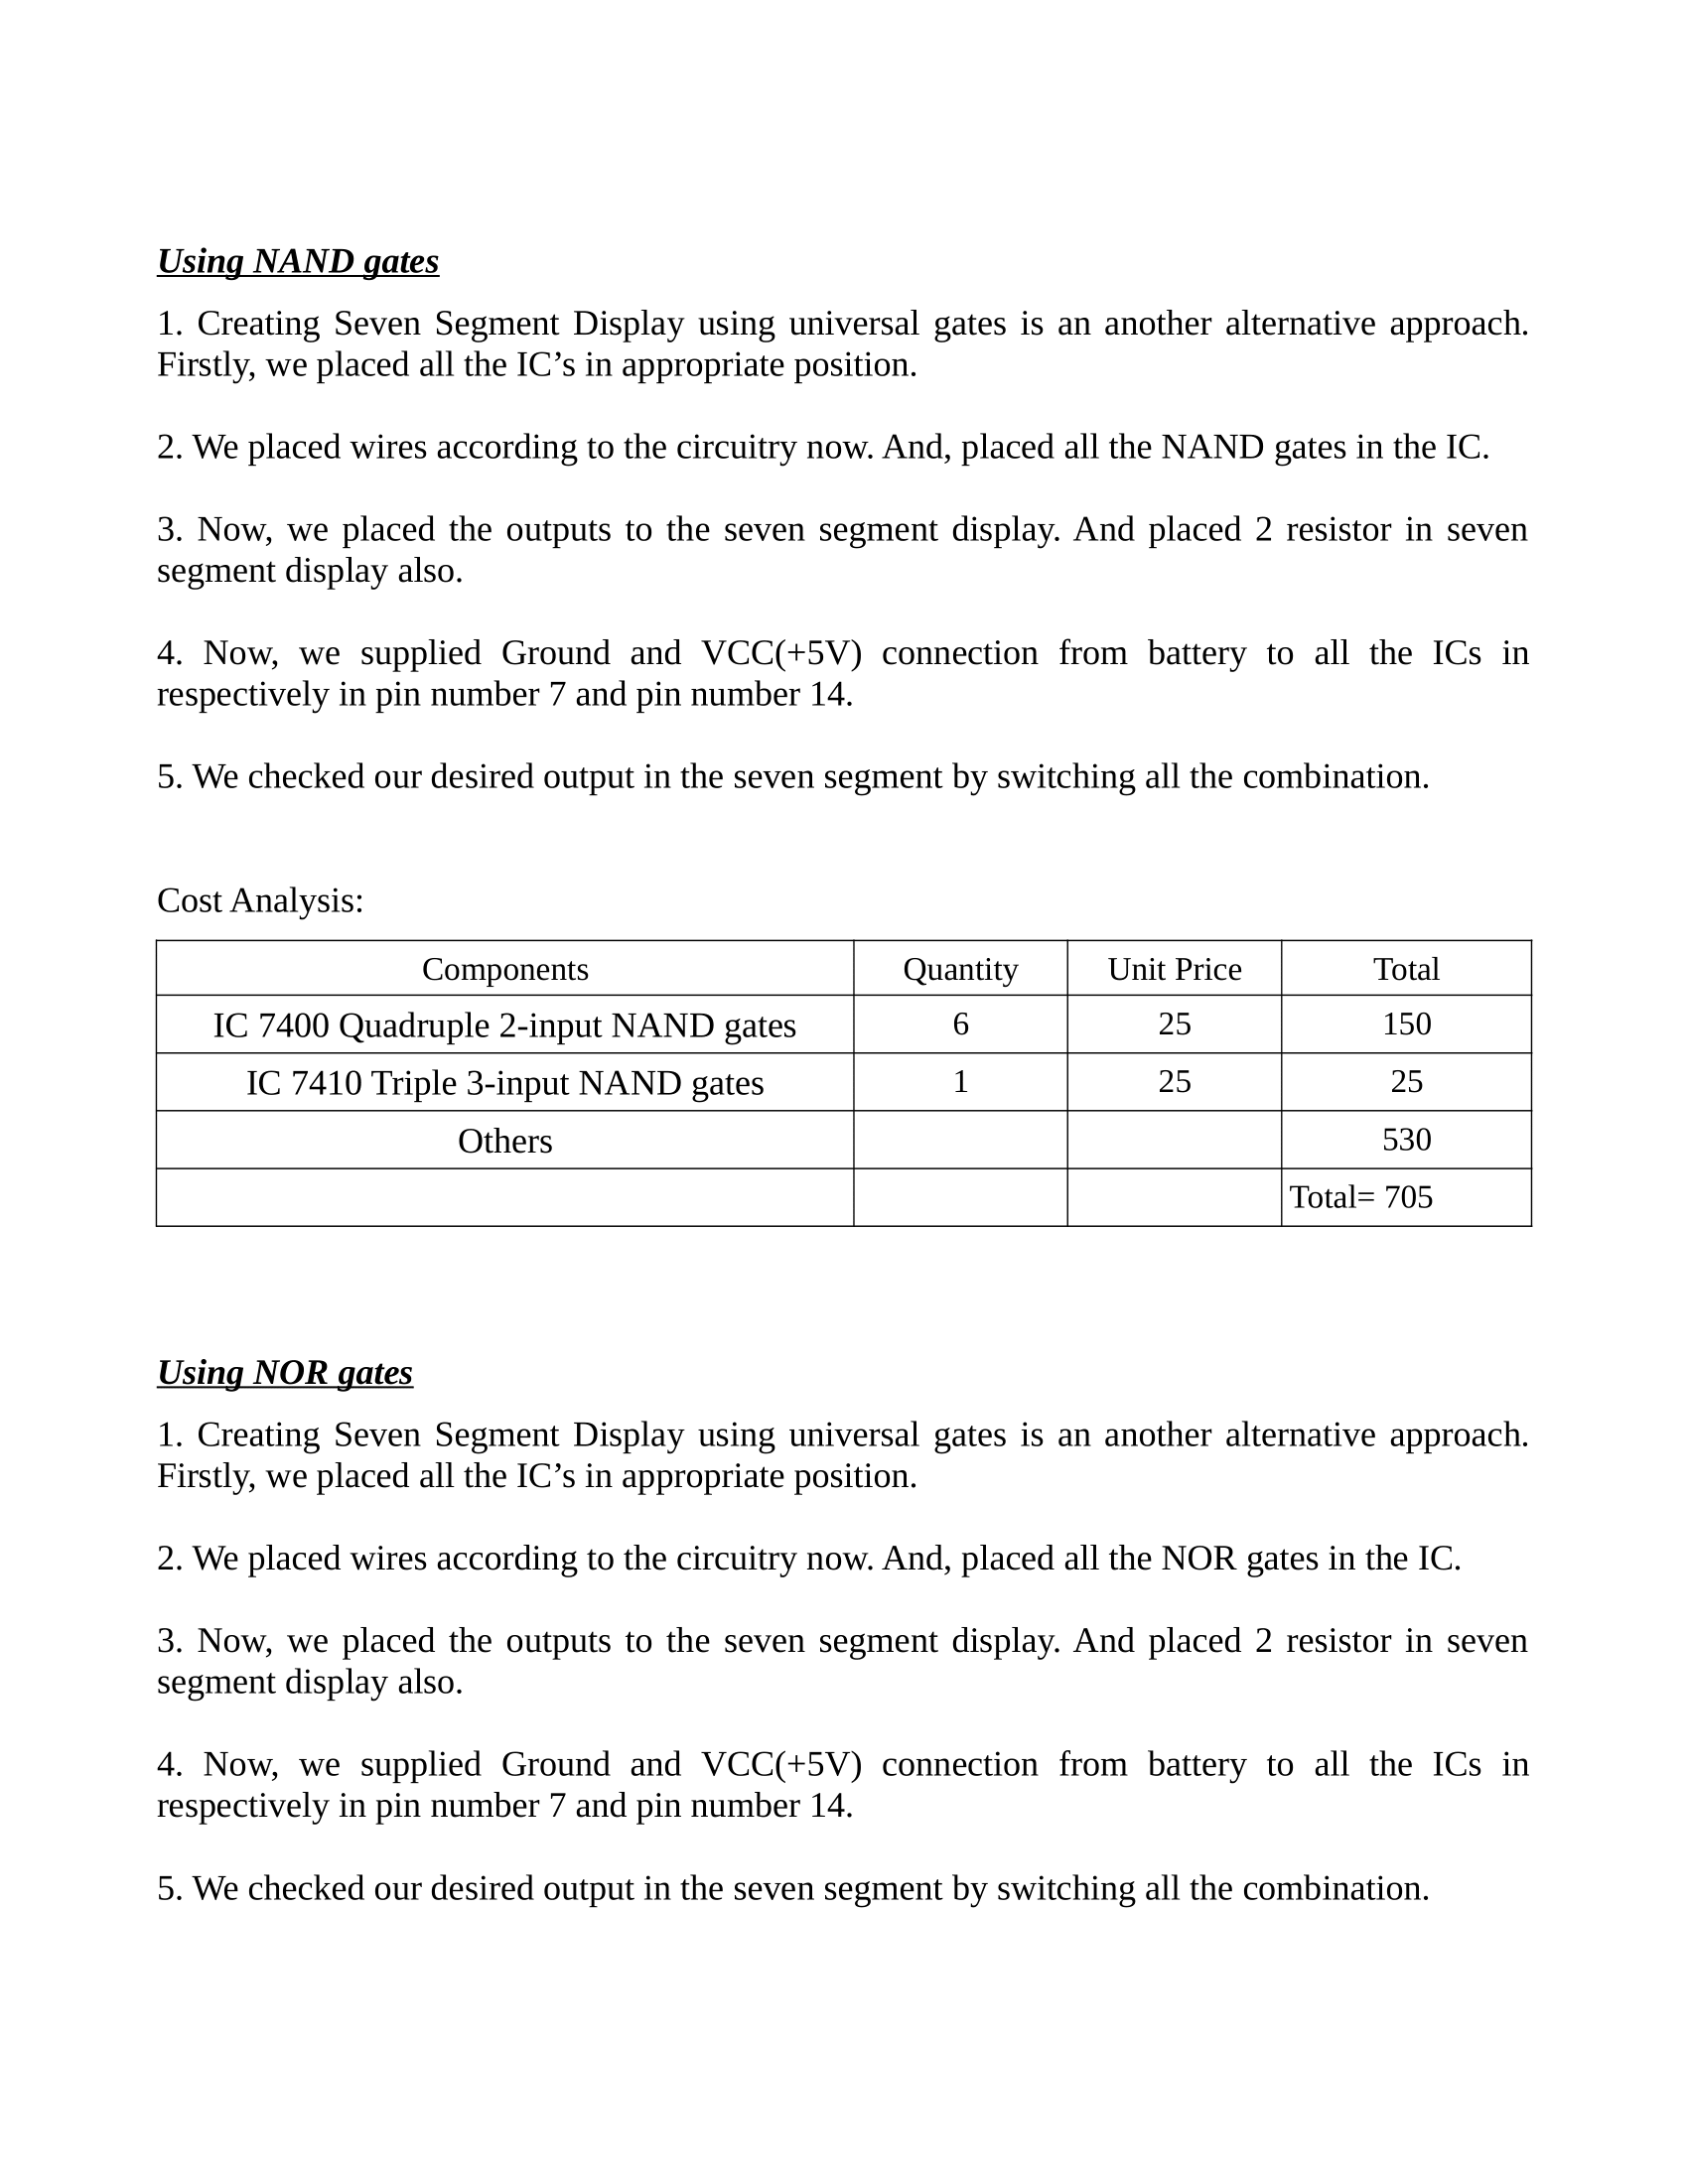 Using NAND gates
1. Creating Seven Segment Display using universal gates is an another alternative approach.
Firstly, we placed all the IC’s in appropriate position.
2. We placed wires according to the circuitry now. And, placed all the NAND gates in the IC.
3. Now, we placed the outputs to the seven segment display. And placed 2 resistor in seven
segment display also.
4. Now, we supplied Ground and VCC(+5V) connection from battery to all the ICs in
respectively in pin number 7 and pin number 14.
5. We checked our desired output in the seven segment by switching all the combination.
Cost Analysis:
Components Quantity Unit Price Total
IC 7400 Quadruple 2-input NAND gates 6 25 150
IC 7410 Triple 3-input NAND gates 1 25 25
Others 530
Total= 705
Using NOR gates
1. Creating Seven Segment Display using universal gates is an another alternative approach.
Firstly, we placed all the IC’s in appropriate position.
2. We placed wires according to the circuitry now. And, placed all the NOR gates in the IC.
3. Now, we placed the outputs to the seven segment display. And placed 2 resistor in seven
segment display also.
4. Now, we supplied Ground and VCC(+5V) connection from battery to all the ICs in
respectively in pin number 7 and pin number 14.
5. We checked our desired output in the seven segment by switching all the combination.